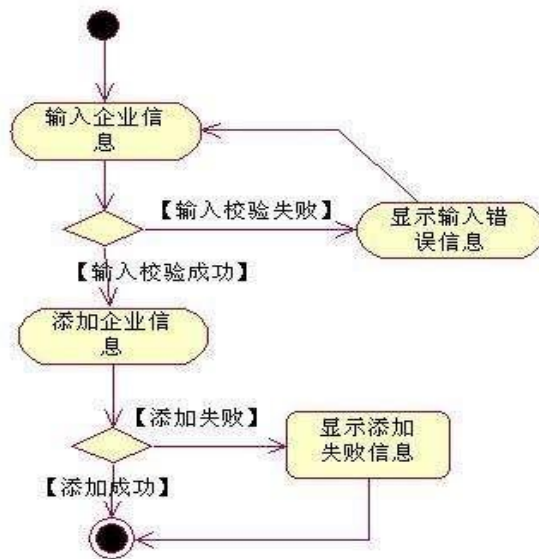 输入企业信
息
【输入校验失败】
显示输入错
误信息
【输入校验成功】
添加企业信
息
【添加失败】
显示添加
失败信息
【添加成功】